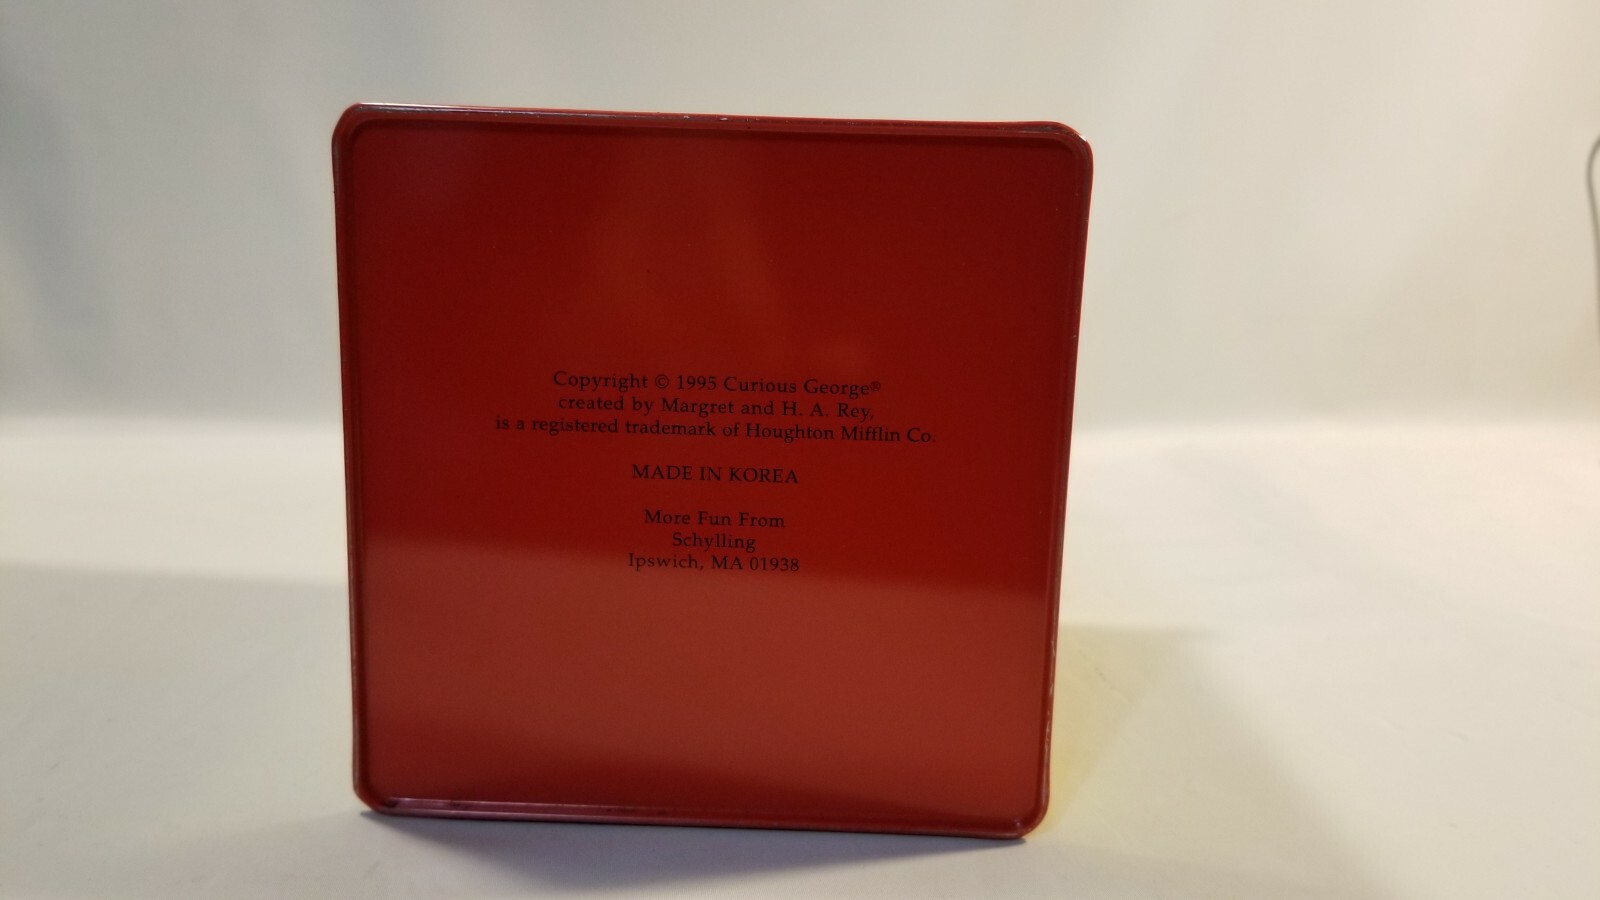 Copyright © 1995 Curious George®
created by Margret and H. A. Rey,
is a registered trademark of Houghton Mifflin Co.
MADE IN KOREA
More Fun From
Schylling
Ipswich, MA 01938